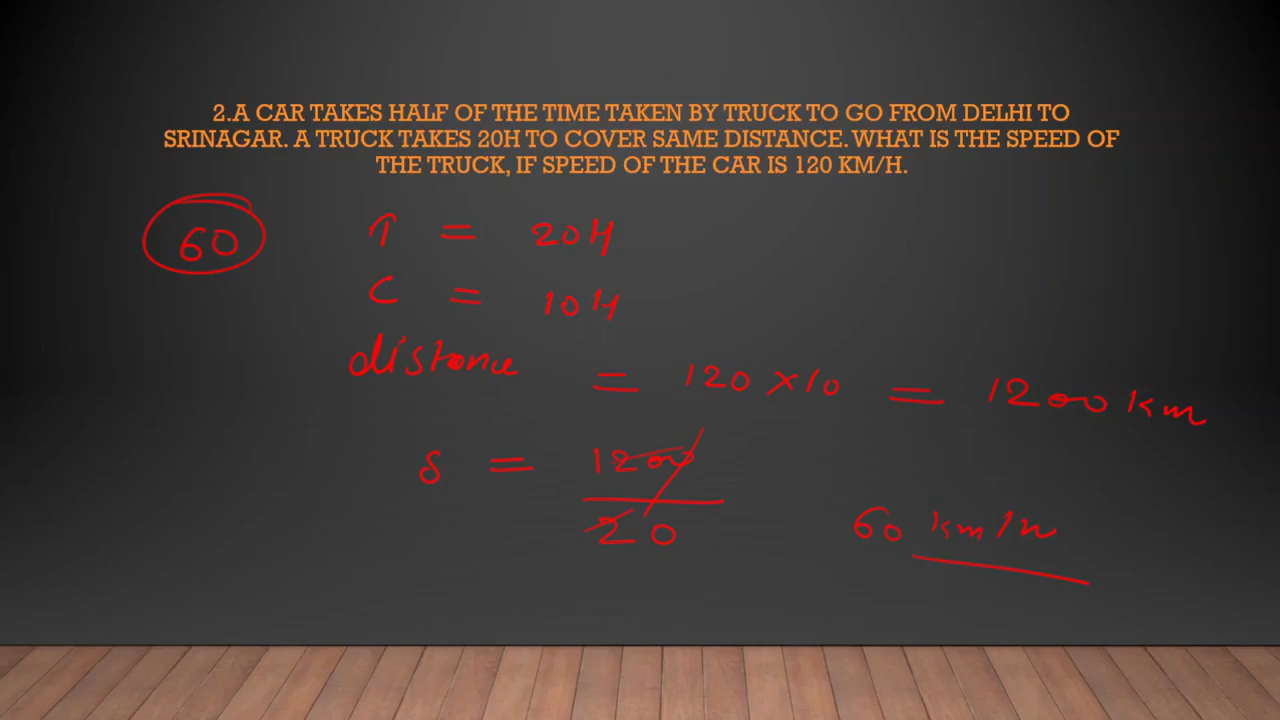 2.A CAR TAKES HALF OF THE TIME TAKEN BY TRUCK TO GO FROM DELHI TO
SRINAGAR. A TRUCK TAKES 20H TO COVER SAME DISTANCE. WHAT IS THE SPEED OF
THE TRUCK, IF SPEED OF THE CAR IS 120 KM/H.
60
T = 20H
C = 10H
distance = 120 × 10 = 1200 km
S = 1200
20
60 km/h